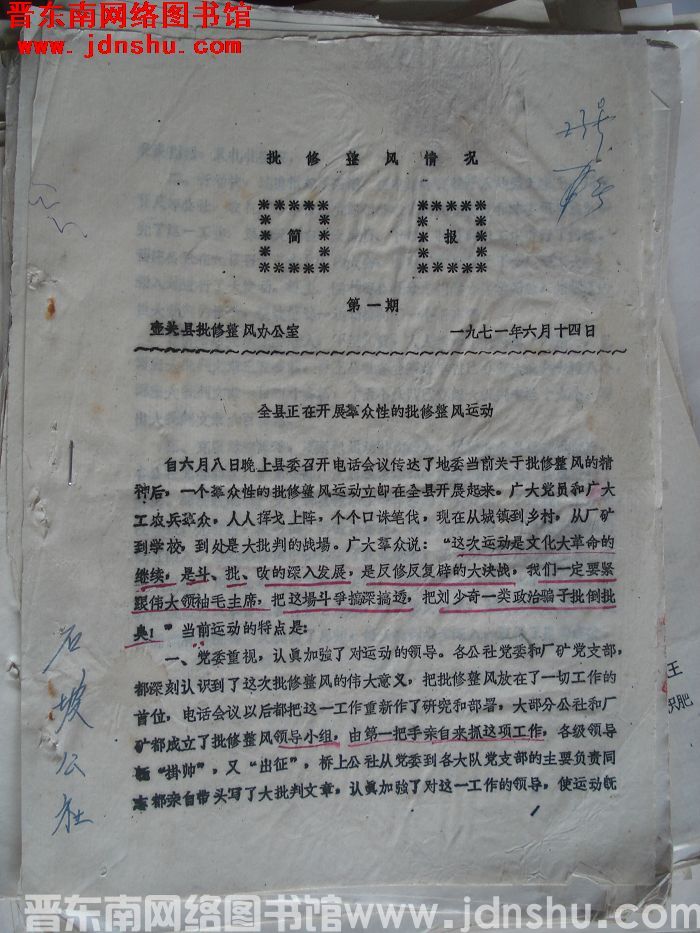 晋东南网络图书馆
www.jdnshu.com
23号
批修整风情况
简报
第一期
壶关县批修整风办公室 一九七一年六月十四日
全县正在开展羣众性的批修整风运动
自六月八日晚上县委召开电话会议传达了地委当前关于批修整风的精
神后，一个羣众性的批修整风运动立即在全县开展起来。广大党员和广大
工农兵羣众，人人挥戈上阵，个个口诛笔伐，现在从城镇到乡村，从厂矿
到学校，到处是大批判的战場。广大羣众说：“这次运动是文化大革命的
继续，是斗、批、改的深入发展，是反修反复辟的大决战，我们一定要紧
跟伟大领袖毛主席，把这場斗爭搞深搞透，把刘少奇一类政治骗子批倒批
臭！”当前运动的特点是：
一、党委重视，认眞加強了对运动的领导。各公社党委和厂矿党支部，
都深刻认识到了这次批修整风的伟大意义，把批修整风放在了一切工作的
首位，电话会议以后都把这一工作重新作了研究和部署，大部分公社和厂
矿都成立了批修整风领导小组，由第一把手亲自来抓这项工作，各级领导
“掛帅”，又“出征”，桥上公社从党委到各大队党支部的主要负责同
志都亲自带头写了大批判文章，认眞加強了对这一工作的领导，使运动旣
石坡公社
王
沢肥
晋东南网络图书馆www.jdnshu.com